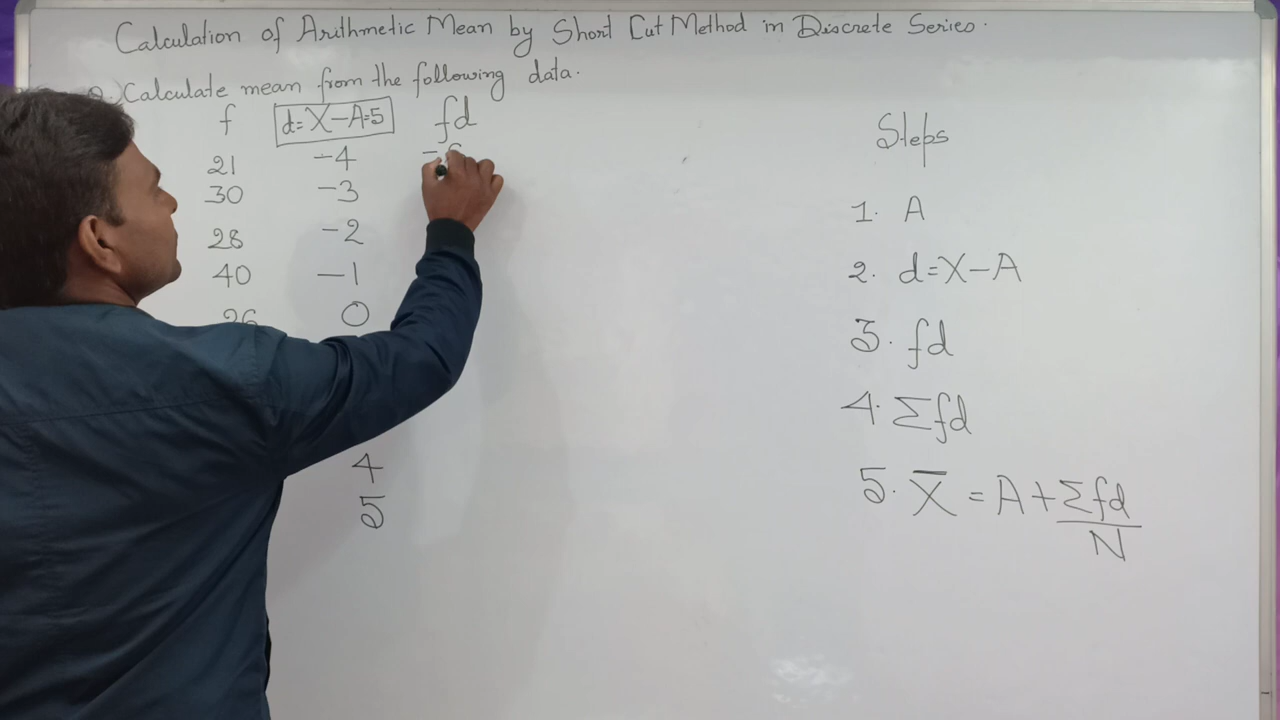 Calculation of Arithmetic Mean by Short Cut Method in Discrete Series.
Q. Calculate mean from the following data.
f d=X-A=5 fd
21 -4
30 -3
28 -2
40 -1
26 0
4
5
Steps
1. A
2. d=X-A
3. fd
4. Σfd
5. X̅ = A+Σfd/N